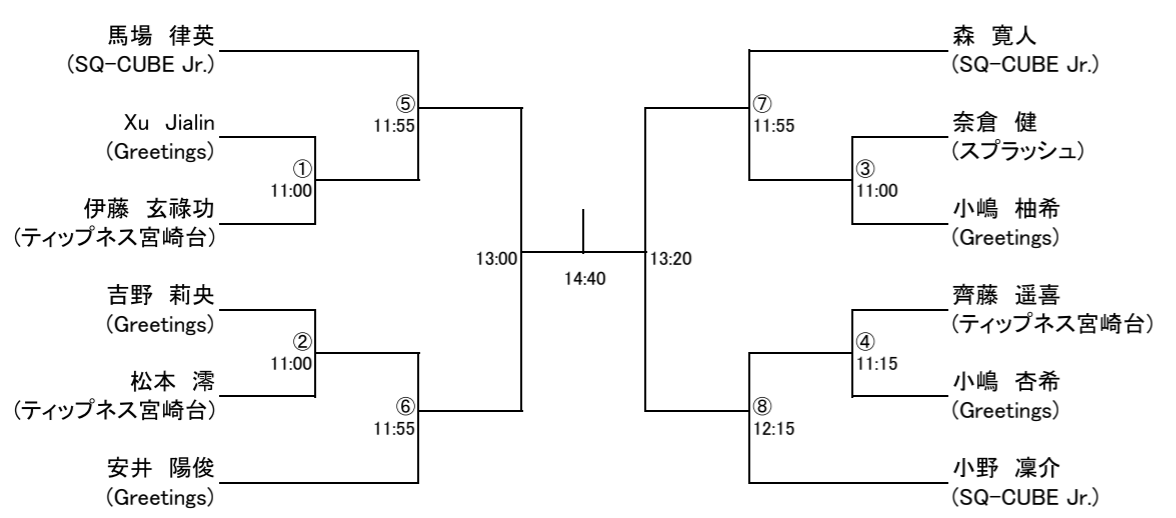 馬場　律英
(SQ-CUBE Jr.)
⑤
11:55
Xu　Jialin
(Greetings)
①
11:00
伊藤　玄祿功
(ティップネス宮崎台)
13:00
吉野　莉央
(Greetings)
②
11:00
松本　澪
(ティップネス宮崎台)
⑥
11:55
安井　陽俊
(Greetings)
14:40
森　寛人
(SQ-CUBE Jr.)
⑦
11:55
奈倉　健
(スプラッシュ)
③
11:00
小嶋　柚希
(Greetings)
13:20
齊藤　遥喜
(ティップネス宮崎台)
④
11:15
小嶋　杏希
(Greetings)
⑧
12:15
小野　凜介
(SQ-CUBE Jr.)